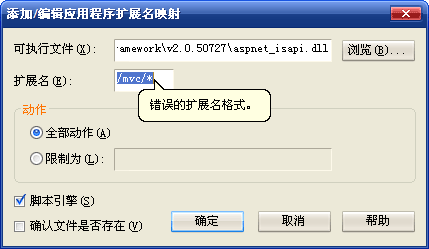 添加/编辑应用程序扩展名映射
可执行文件(X): amework\v2.0.50727\aspnet_isapi.dll 浏览(B)...
扩展名(E): /mvc/*
错误的扩展名格式。
动作
全部动作(A)
限制为(L):
脚本引擎(S)
确认文件是否存在(V)
确定 取消 帮助